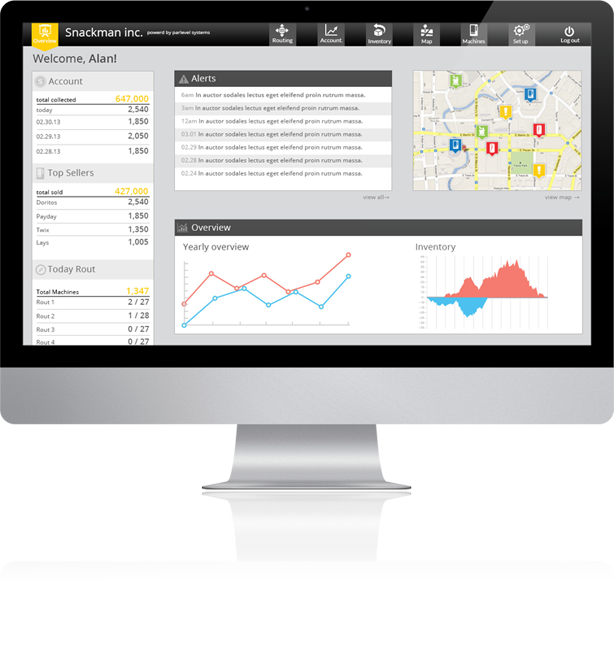 Overview
Snackman inc. powered by parlevel systems
Routing
Account
Inventory
Map
Machines
Set up
Log out
Welcome, Alan!
Account
total collected 647,000
today 2,540
02.30.13 1,850
02.29.13 2,050
02.28.13 1,850
Top Sellers
total sold 427,000
Doritos 2,540
Payday 1,850
Twix 1,350
Lays 1,005
Today Rout
Total Machines 1,347
Rout 1 2 / 27
Rout 2 1 / 28
Rout 3 0 / 27
Rout 4 0 / 27
Alerts
6am In auctor sodales lectus eget eleifend proin rutrum massa.
3am In auctor sodales lectus eget eleifend proin rutrum massa.
12am In auctor sodales lectus eget eleifend proin rutrum massa.
03.01 In auctor sodales lectus eget eleifend proin rutrum massa.
02.29 In auctor sodales lectus eget eleifend proin rutrum massa.
02.28 In auctor sodales lectus eget eleifend proin rutrum massa.
02.24 In auctor sodales lectus eget eleifend proin rutrum massa.
view all→
view map →
Overview
Yearly overview
Inventory